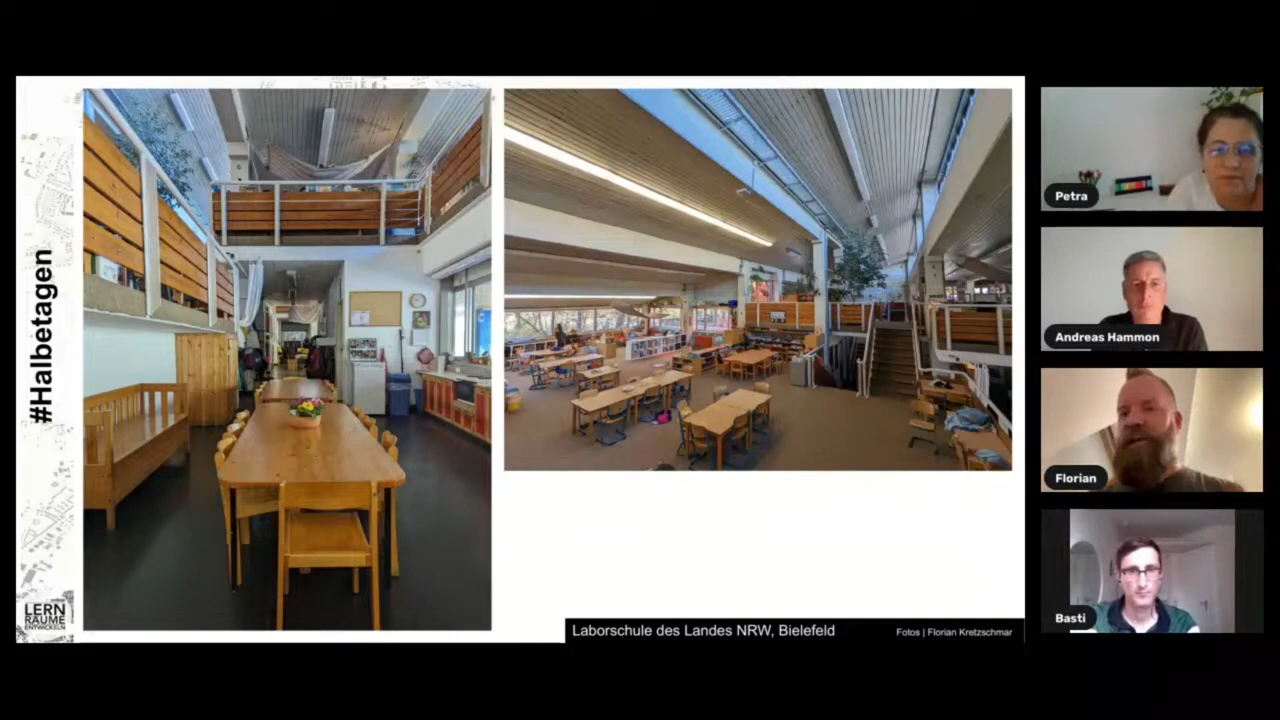 #Halbetagen
LERN
RÄUME
ENTWICKELN
Laborschule des Landes NRW, Bielefeld
Fotos | Florian Kretzschmar
Petra
Andreas Hammon
Florian
Basti